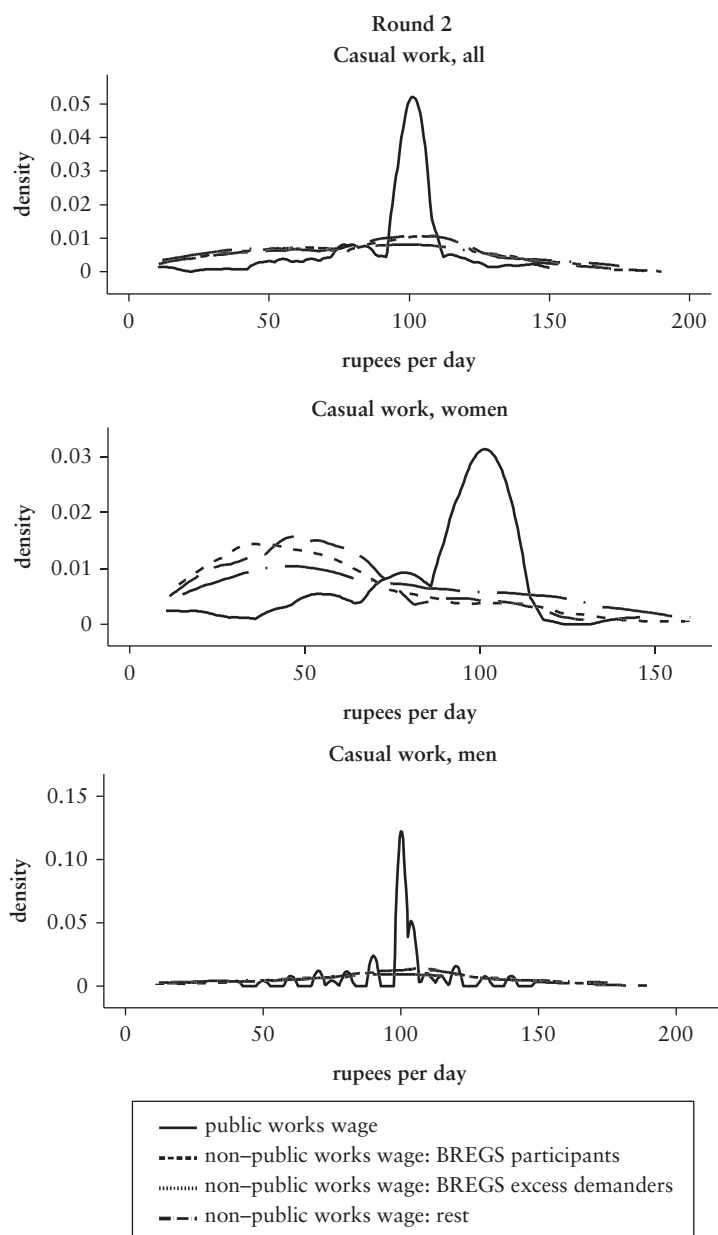 Round 2
Casual work, all
density
0.05
0.04
0.03
0.02
0.01
0
0 50 100 150 200
rupees per day
Casual work, women
density
0.03
0.02
0.01
0
0 50 100 150
rupees per day
Casual work, men
density
0.15
0.10
0.05
0
0 50 100 150 200
rupees per day
public works wage
non–public works wage: BREGS participants
non–public works wage: BREGS excess demanders
non–public works wage: rest